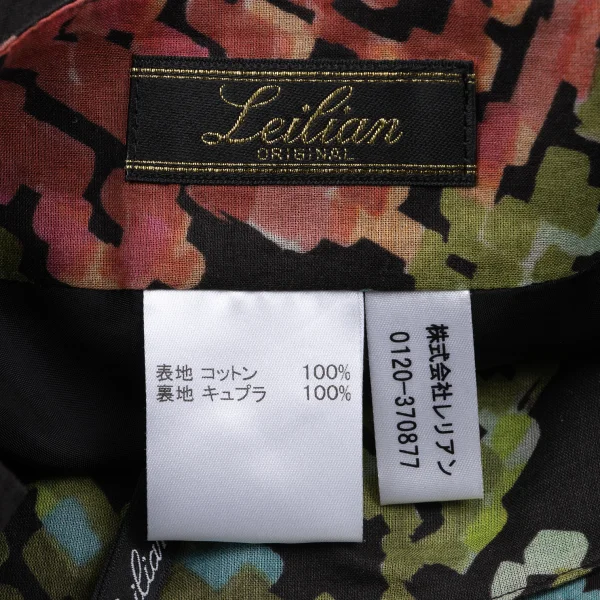 Leilian
ORIGINAL
表地 コットン 100%
裏地 キュプラ 100%
株式会社レリアン
0120-370877